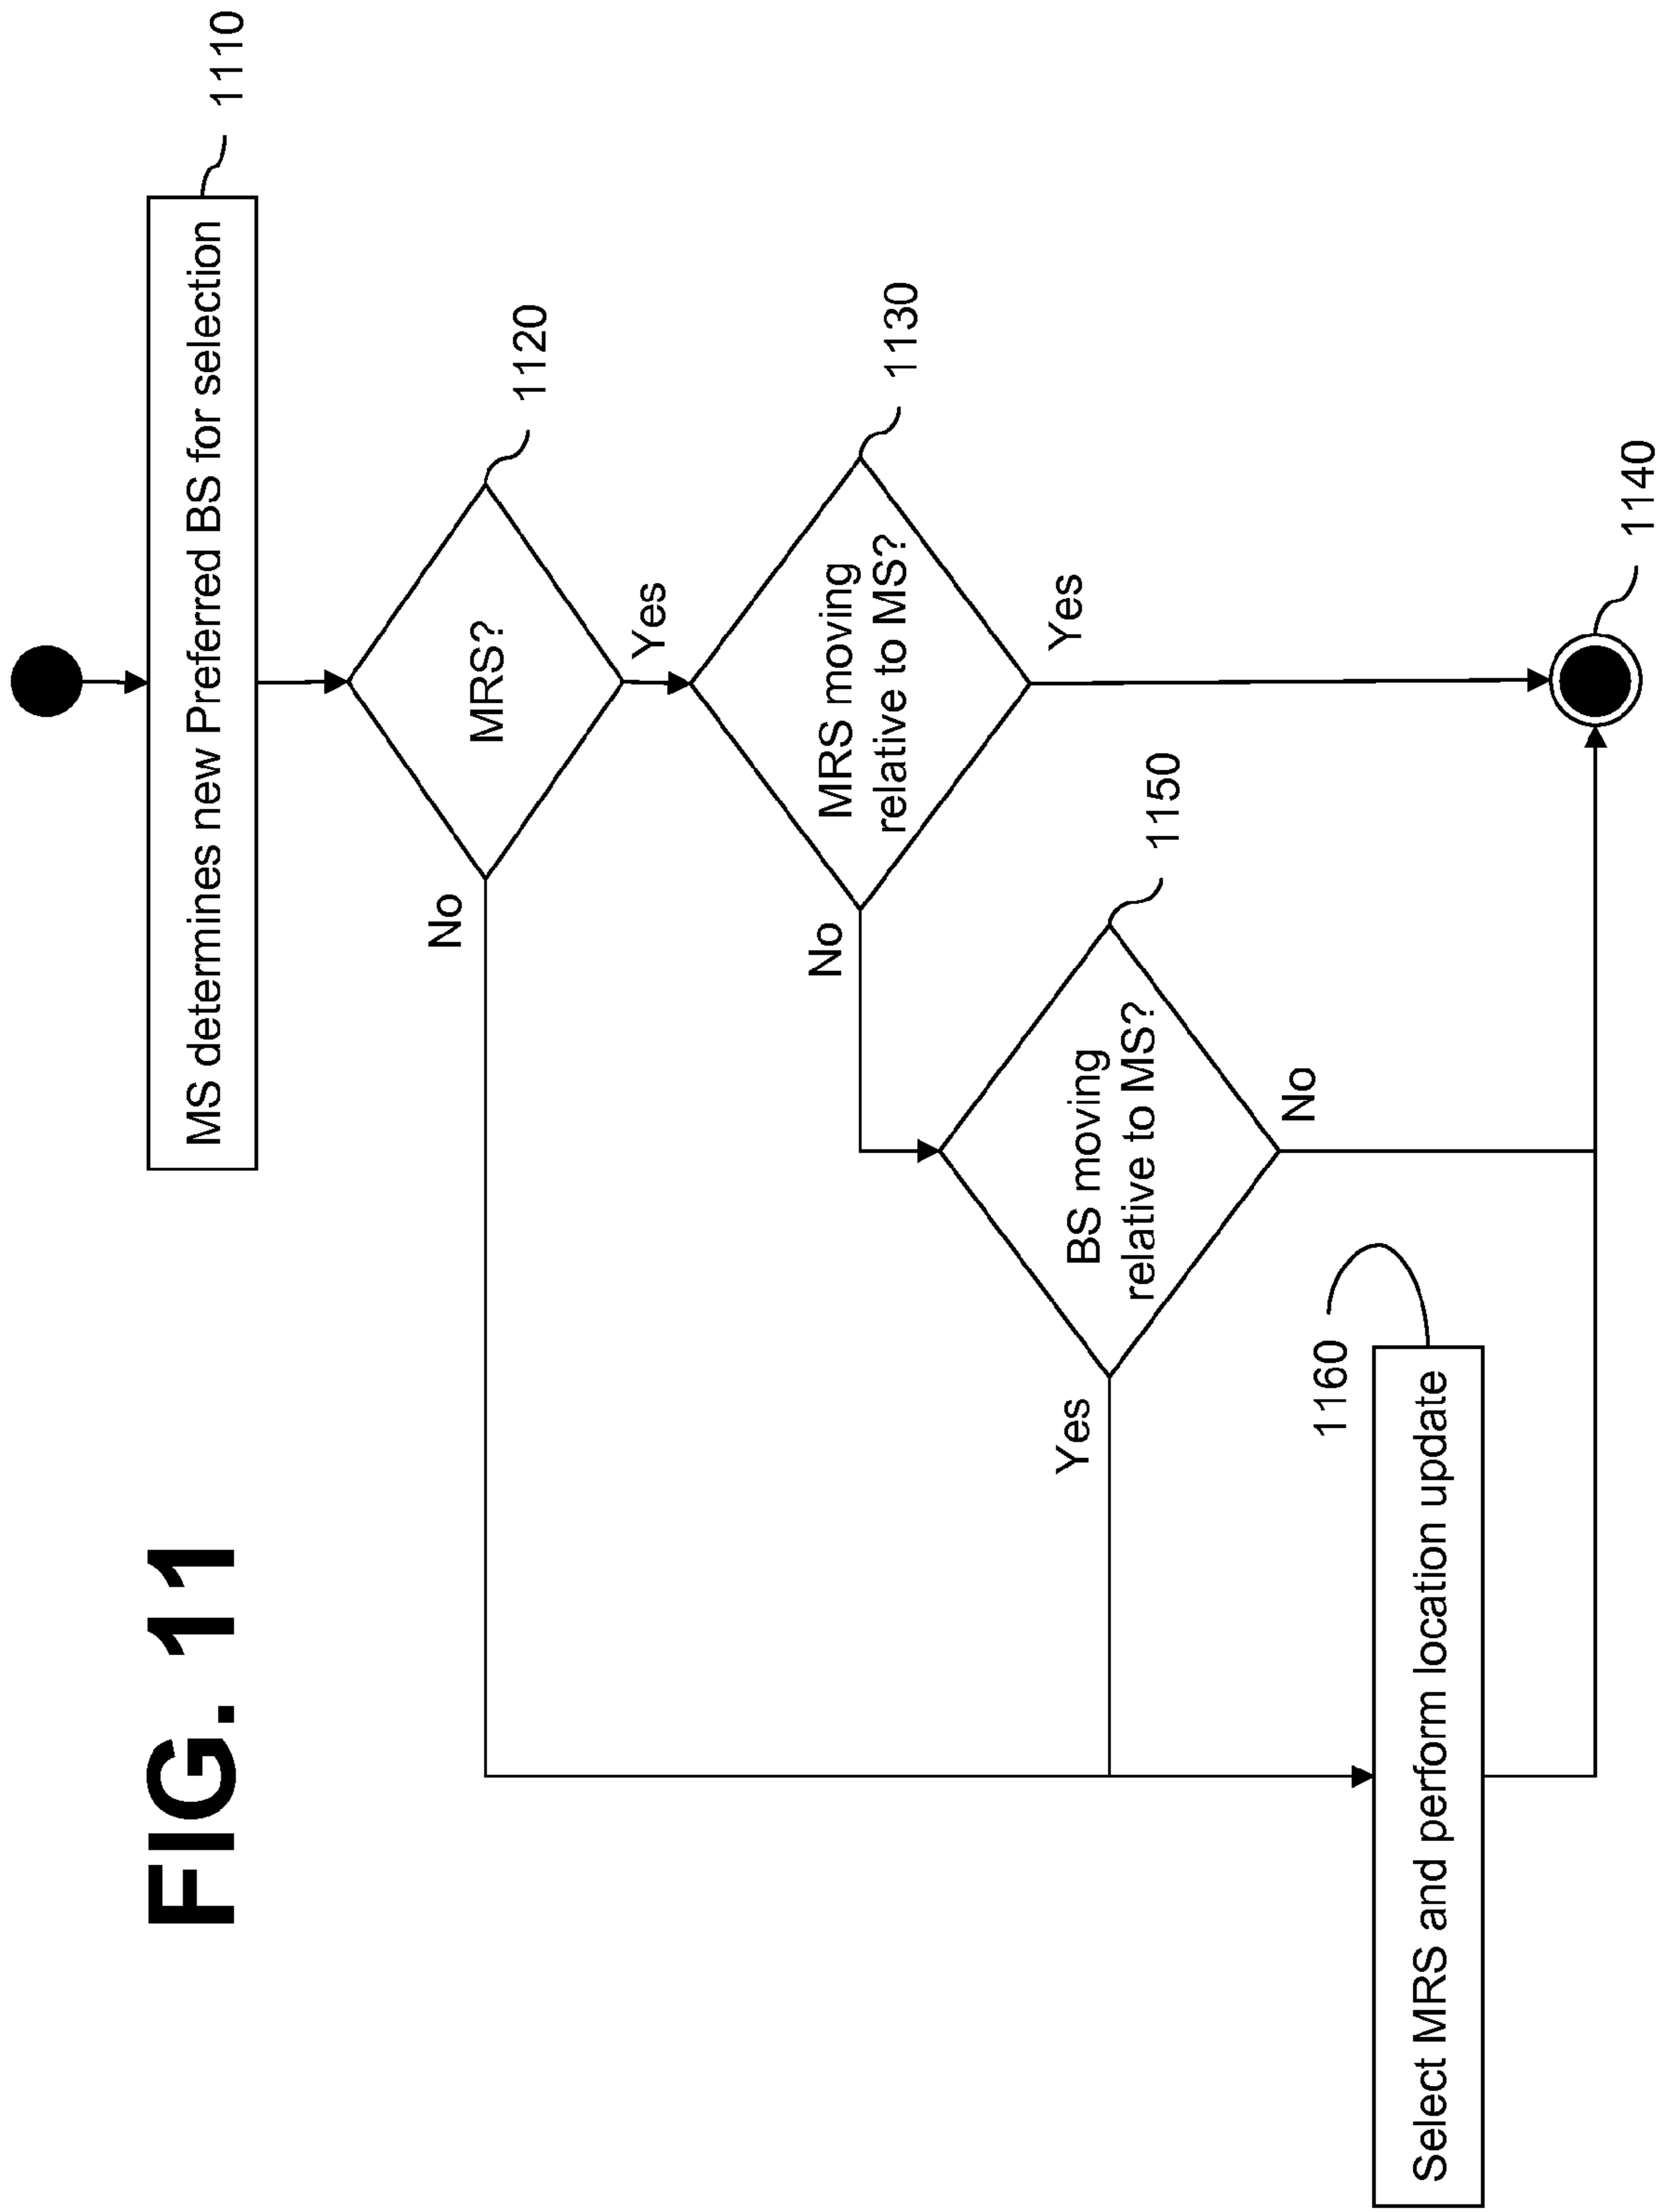 FIG. 11
MS determines new Preferred BS for selection
1110
MRS?
1120
No
Yes
MRS moving
relative to MS?
1130
No
Yes
BS moving
relative to MS?
1150
Yes
No
1160
Select MRS and perform location update
1140